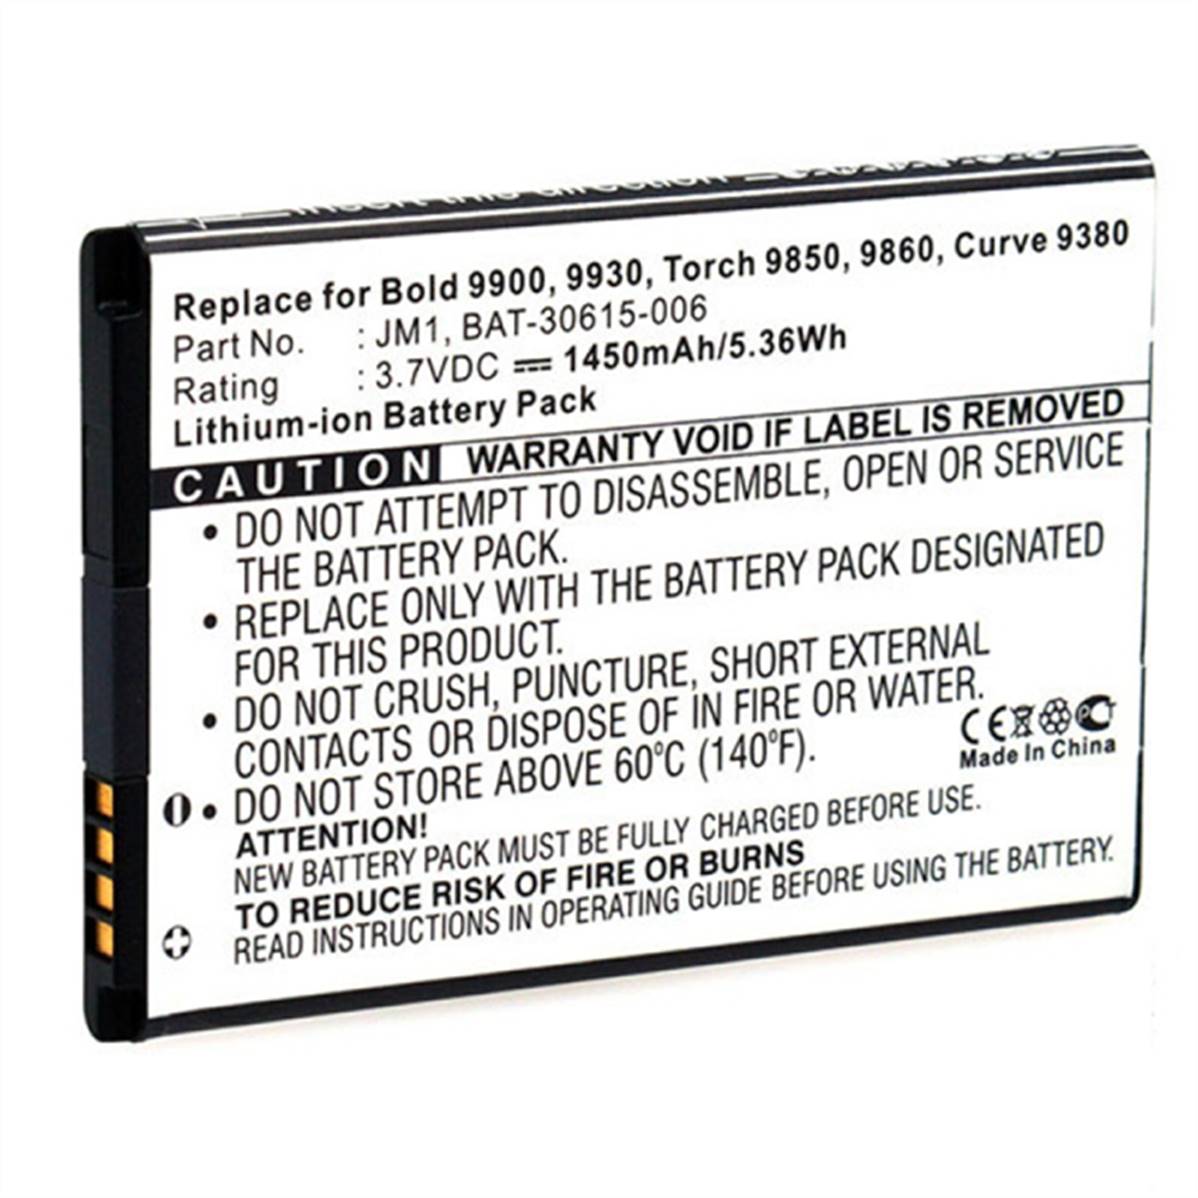 Insert this direction
Replace for Bold 9900, 9930, Torch 9850, 9860, Curve 9380
Part No. : JM1, BAT-30615-006
Rating : 3.7VDC 1450mAh/5.36Wh
Lithium-ion Battery Pack
CAUTION WARRANTY VOID IF LABEL IS REMOVED
• DO NOT ATTEMPT TO DISASSEMBLE, OPEN OR SERVICE
THE BATTERY PACK.
• REPLACE ONLY WITH THE BATTERY PACK DESIGNATED
FOR THIS PRODUCT.
• DO NOT CRUSH, PUNCTURE, SHORT EXTERNAL
CONTACTS OR DISPOSE OF IN FIRE OR WATER.
• DO NOT STORE ABOVE 60°C (140°F).
CE
Made In China
ATTENTION!
NEW BATTERY PACK MUST BE FULLY CHARGED BEFORE USE.
TO REDUCE RISK OF FIRE OR BURNS
READ INSTRUCTIONS IN OPERATING GUIDE BEFORE USING THE BATTERY.